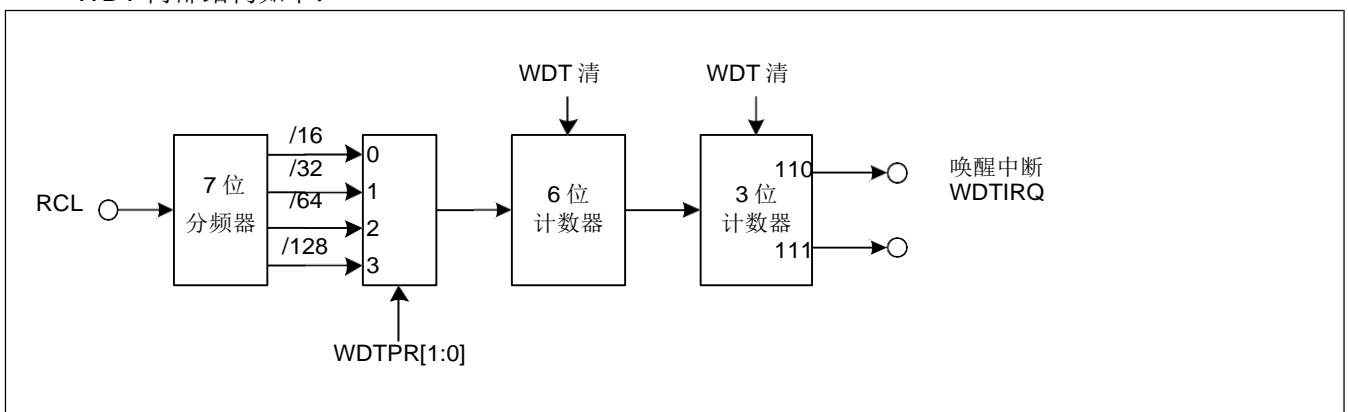 WDT 清
WDT 清
/16
0
/32
1
/64
2
/128
3
RCL
7 位
分频器
6 位
计数器
3 位
计数器
110
111
唤醒中断
WDTIRQ
WDTPR[1:0]